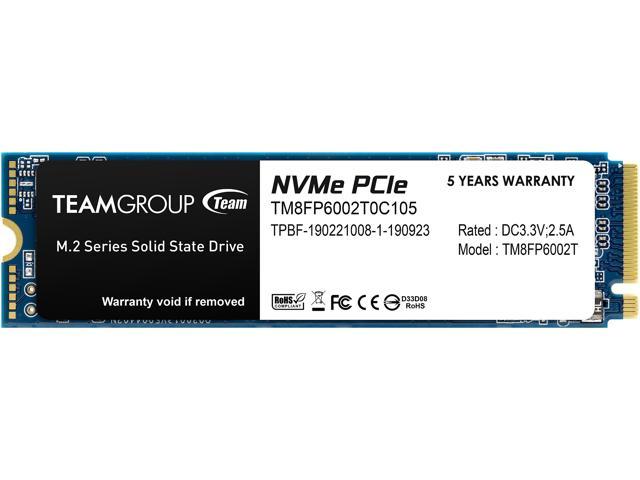 TEAMGROUP Team
M.2 Series Solid State Drive
Warranty void if removed
NVMe PCIe
5 YEARS WARRANTY
TM8FP6002T0C105
TPBF-190221008-1-190923
Rated : DC3.3V;2.5A
Model : TM8FP6002T
RoHS
COMPLIANT
FC CE
D33D08
RoHS